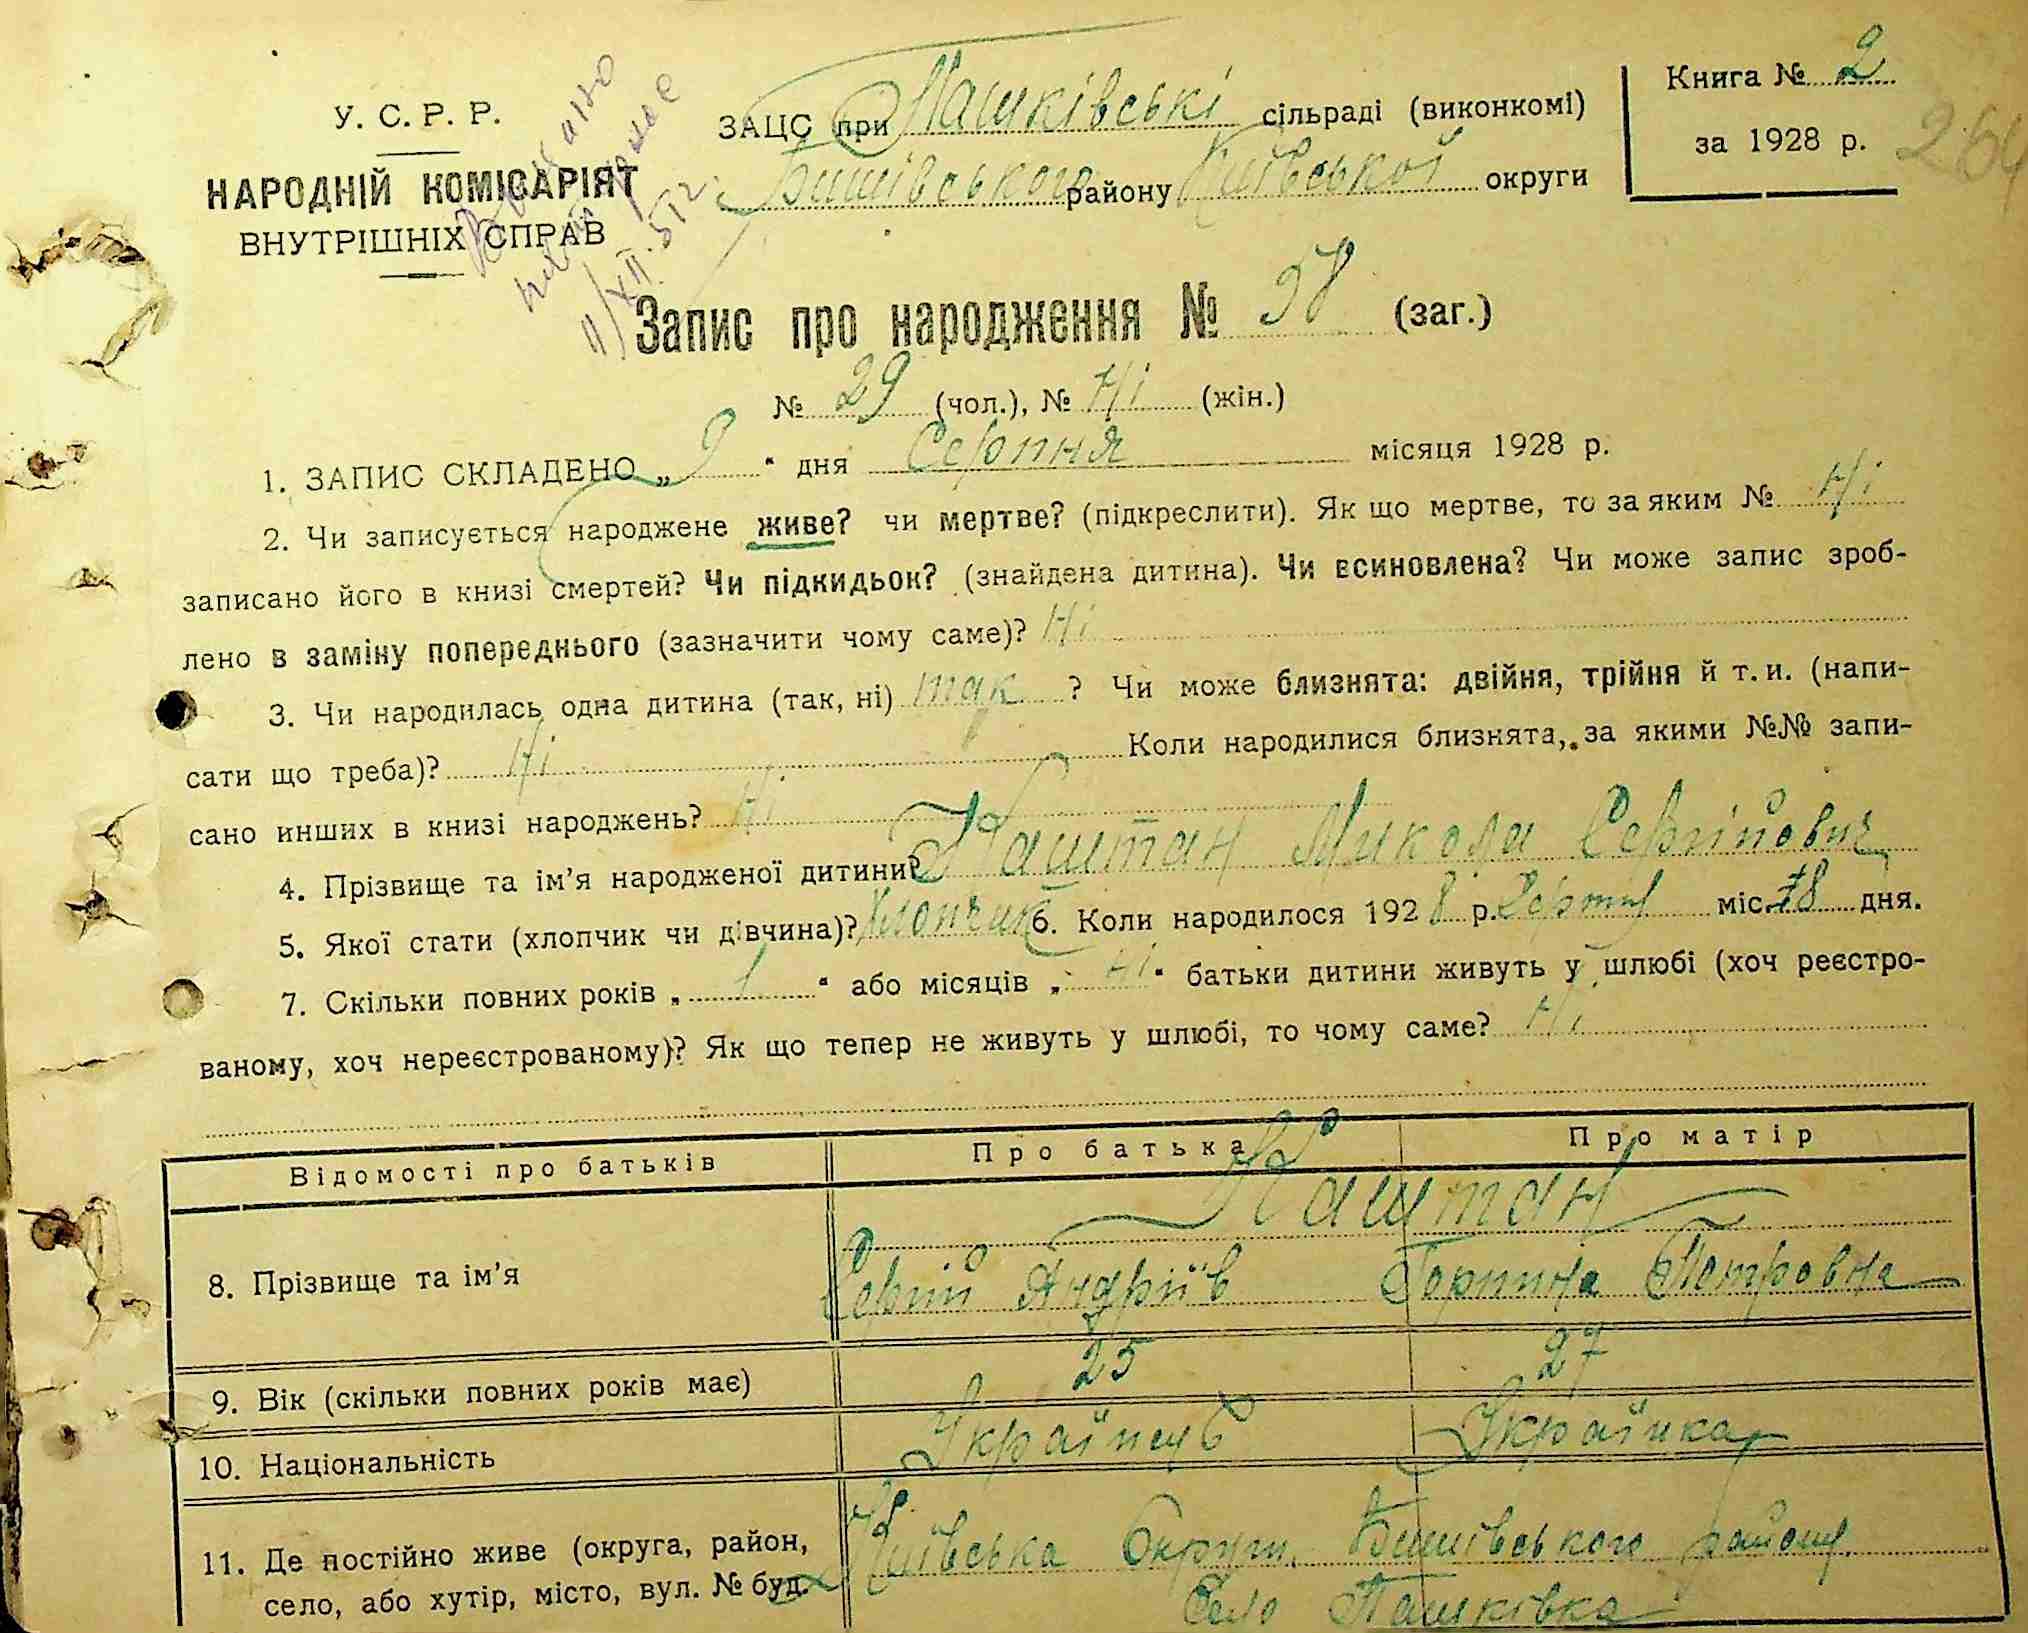 У. С. Р. Р.
НАРОДНІЙ КОМІСАРІЯТ
ВНУТРІШНІХ СПРАВ
11/XII.
ЗАЦС при Пашківські сільраді (виконкомі)
Бишівського району Київської округи
Книга № 2
за 1928 р.
264
Запис про народження № 98 (заг.)
№ 29 (чол.), № Ні (жін.)
1. ЗАПИС СКЛАДЕНО „ 9 “ дня Серпня місяця 1928 р.
2. Чи записується народжене живе? чи мертве? (підкреслити). Як що мертве, то за яким № Ні
записано його в книзі смертей? Чи підкидьок? (знайдена дитина). Чи всиновлена? Чи може запис зроб-
лено в заміну попереднього (зазначити чому саме)? Ні
3. Чи народилась одна дитина (так, ні) так ? Чи може близнята: двійня, трійня й т. и. (напи-
сати що треба)? Ні Коли народилися близнята, за якими №№ запи-
сано инших в книзі народжень? Ні
4. Прізвище та ім’я народженої дитини? Каштан Микола Сергійович
5. Якої стати (хлопчик чи дівчина)? Хлопчик 6. Коли народилося 1928 р. Серпня міс. 8 дня.
7. Скільки повних років „ 1 “ або місяців „ Ні “ батьки дитини живуть у шлюбі (хоч реєстро-
ваному, хоч нереєстрованому)? Як що тепер не живуть у шлюбі, то чому саме? Ні
Відомості про батьків Про батька Про матір
Каштан
8. Прізвище та ім’я Сергій Андріїв Горпина Петровна
9. Вік (скільки повних років має) 25 27
10. Національність Українець Українка
11. Де постійно живе (округа, район, Київська Округи. Бишівського району.
село, або хутір, місто, вул. № буд. Село Пашківка